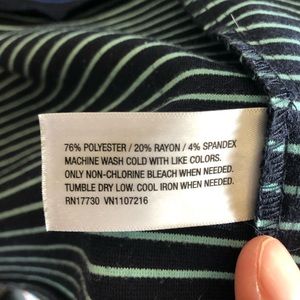 76% POLYESTER / 20% RAYON / 4% SPANDEX
MACHINE WASH COLD WITH LIKE COLORS.
ONLY NON-CHLORINE BLEACH WHEN NEEDED.
TUMBLE DRY LOW. COOL IRON WHEN NEEDED.
RN17730 VN1107216